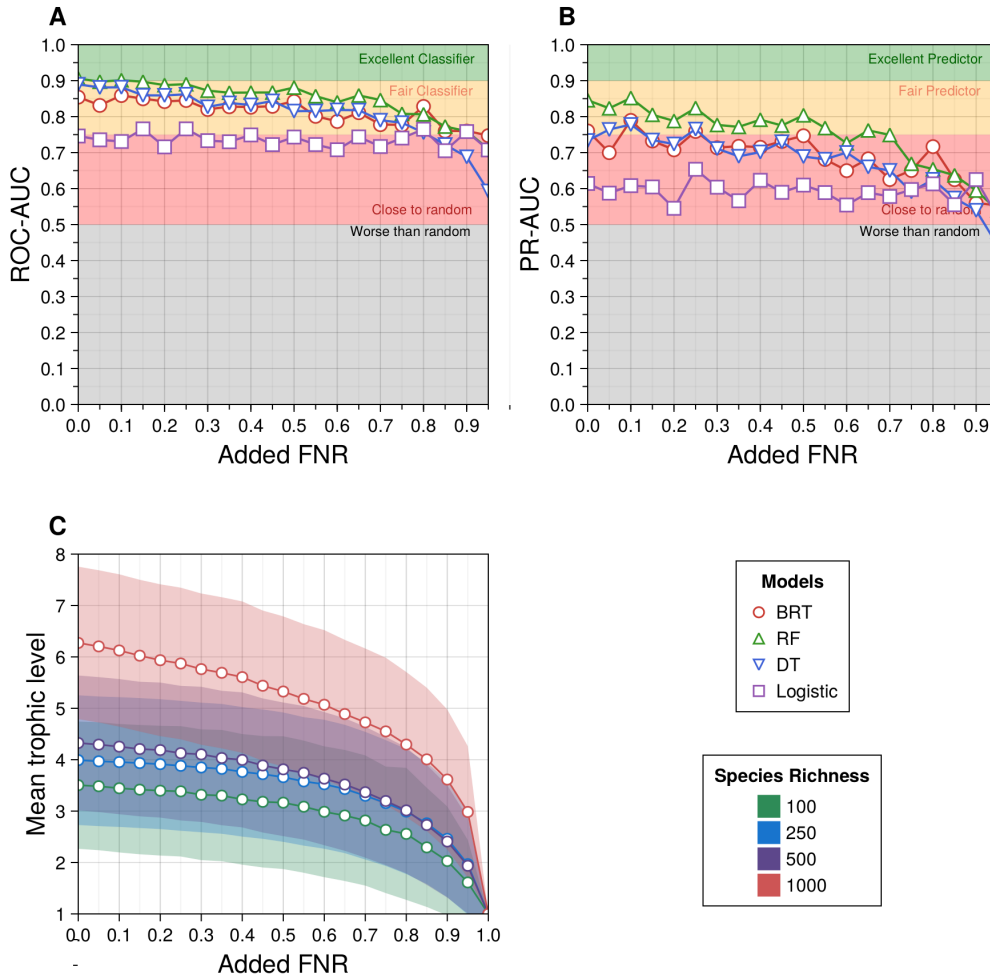 A
ROC-AUC
1.0
0.9
0.8
0.7
0.6
0.5
0.4
0.3
0.2
0.1
0.0
Excellent Classifier
Fair Classifier
Close to random
Worse than random
0.0 0.1 0.2 0.3 0.4 0.5 0.6 0.7 0.8 0.9
Added FNR
B
PR-AUC
1.0
0.9
0.8
0.7
0.6
0.5
0.4
0.3
0.2
0.1
0.0
Excellent Predictor
Fair Predictor
Close to random
Worse than random
0.0 0.1 0.2 0.3 0.4 0.5 0.6 0.7 0.8 0.9
Added FNR
C
Mean trophic level
8
7
6
5
4
3
2
1
0.0 0.1 0.2 0.3 0.4 0.5 0.6 0.7 0.8 0.9 1.0
Added FNR
Models
BRT
RF
DT
Logistic
Species Richness
100
250
500
1000